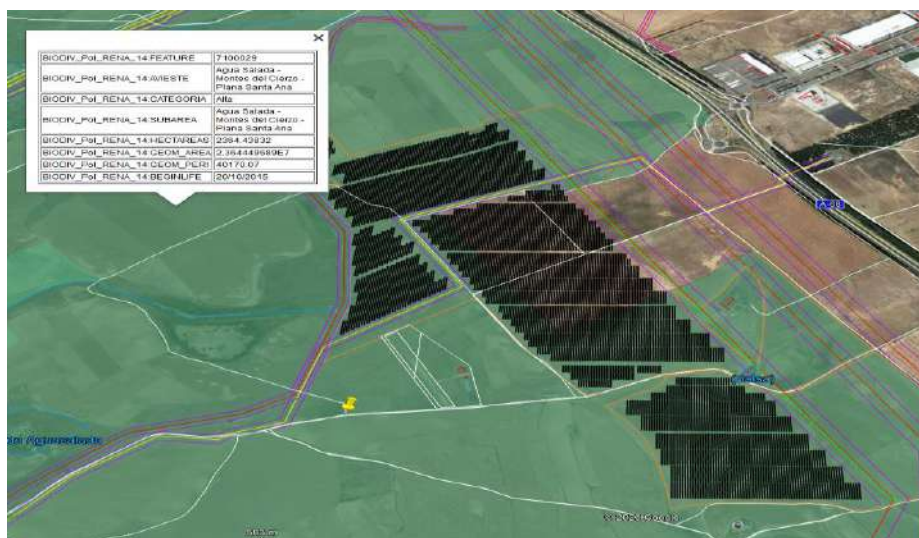 ×
BIODIV_Pol_RENA_14:FEATURE 7100029
BIODIV_Pol_RENA_14:AVIESTE Agua Salada -
Montes del Cierzo -
Plana Santa Ana
BIODIV_Pol_RENA_14:CATEGORIA Alta
BIODIV_Pol_RENA_14:SUBAREA Agua Salada -
Montes del Cierzo -
Plana Santa Ana
BIODIV_Pol_RENA_14:HECTAREAS 2364.43832
BIODIV_Pol_RENA_14:GEOM_AREA 2.364449689E7
BIODIV_Pol_RENA_14:GEOM_PERI 40170.07
BIODIV_Pol_RENA_14:BEGINLIFE 20/10/2015